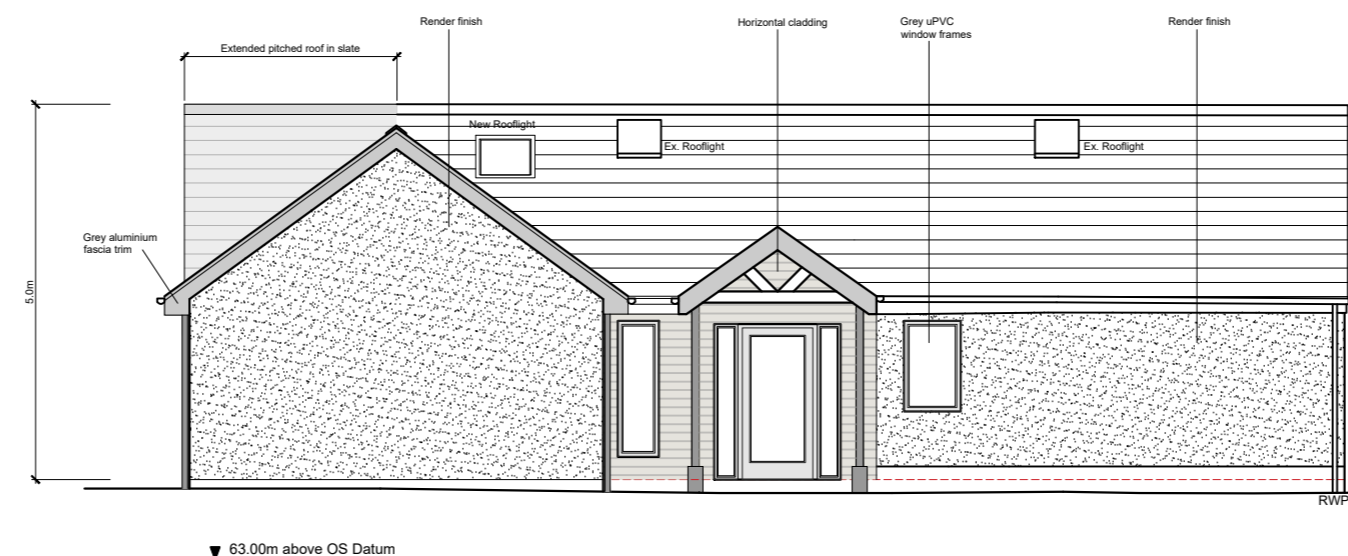 Render finish
Horizontal cladding
Grey uPVC
window frames
Render finish
Extended pitched roof in slate
New Rooflight
Ex. Rooflight
Ex. Rooflight
Grey aluminium
fascia trim
5.0m
RWP
63.00m above OS Datum